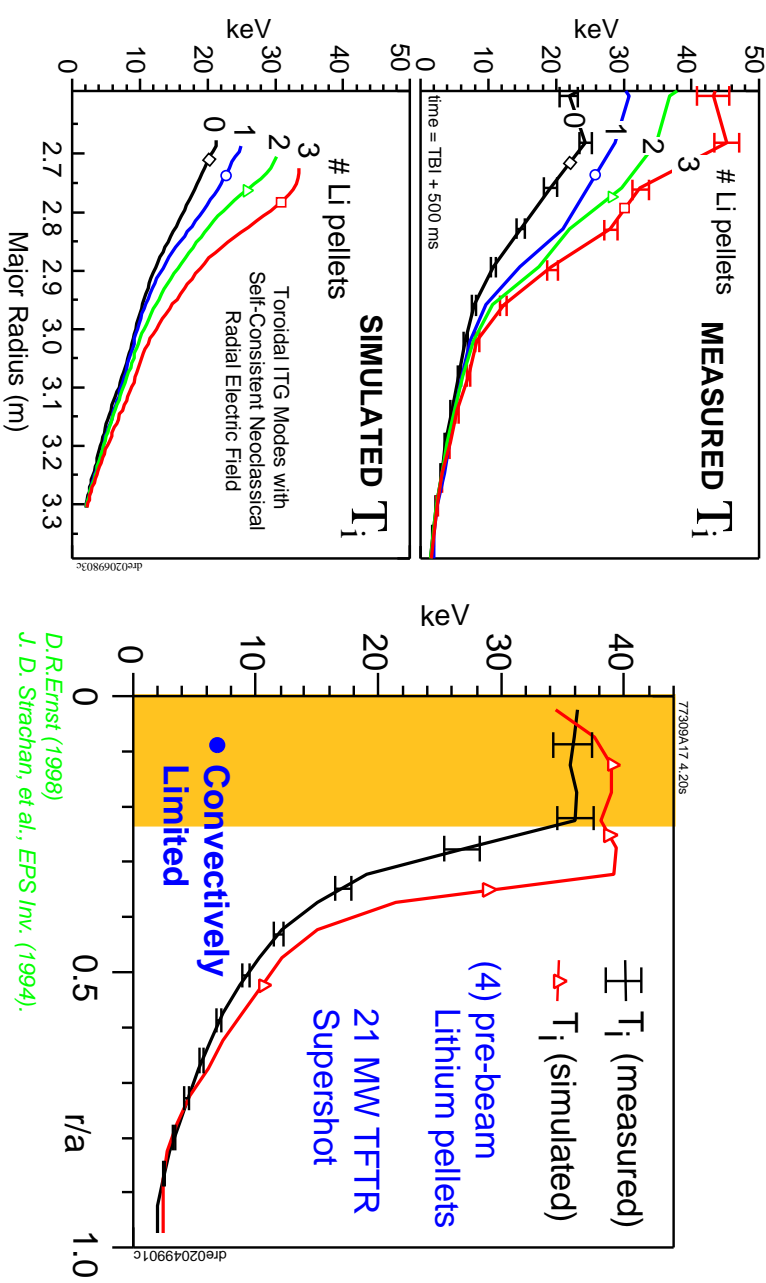 MEASURED Ti
# Li pellets
3
2
1
0
time = TBI + 500 ms
keV
0
10
20
30
40
50
SIMULATED Ti
# Li pellets
3
2
1
0
Toroidal ITG Modes with
Self-Consistent Neoclassical
Radial Electric Field
keV
0
10
20
30
40
50
2.7 2.8 2.9 3.0 3.1 3.2 3.3
Major Radius (m)
dre02069803c
77309A17 4.20s
Ti (measured)
Ti (simulated)
(4) pre-beam
Lithium pellets
21 MW TFTR
Supershot
• Convectively
Limited
keV
0
10
20
30
40
0 0.5 r/a 1.0
dre020499901c
D.R.Ernst (1998)
J. D. Strachan, et al., EPS Inv. (1994).